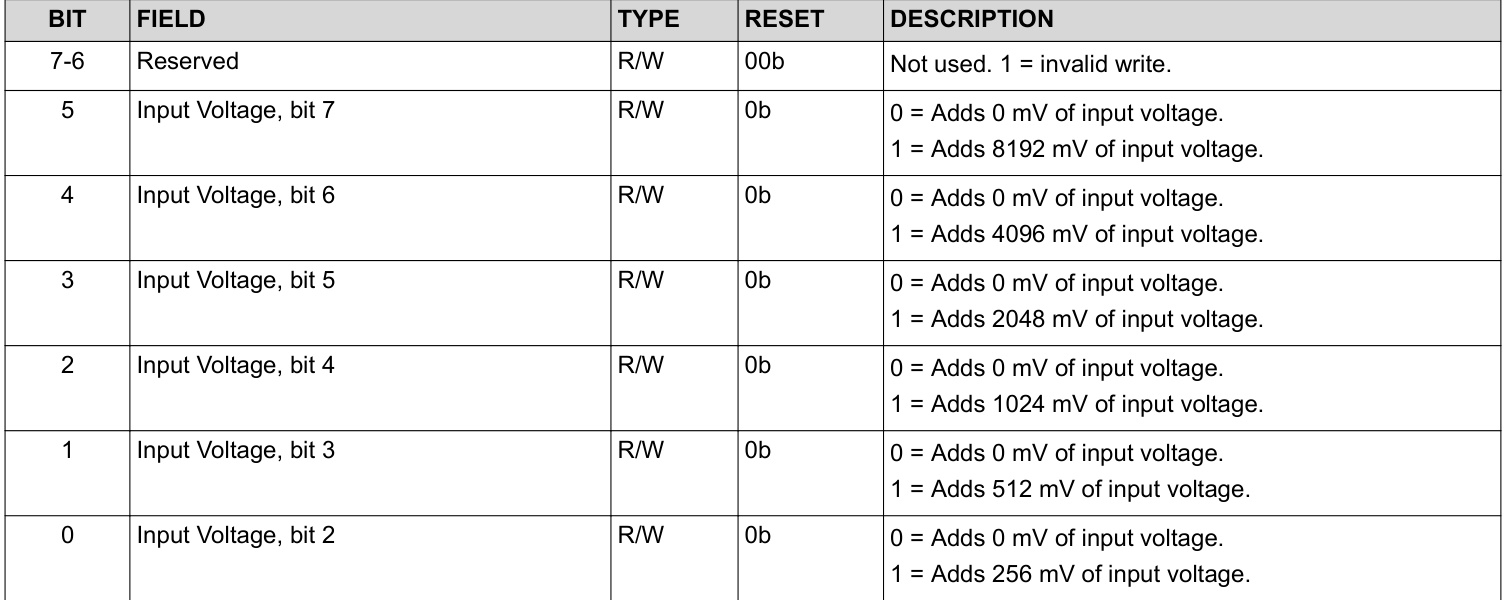 BIT FIELD TYPE RESET DESCRIPTION
7-6 Reserved R/W 00b Not used. 1 = invalid write.
5 Input Voltage, bit 7 R/W 0b 0 = Adds 0 mV of input voltage.
1 = Adds 8192 mV of input voltage.
4 Input Voltage, bit 6 R/W 0b 0 = Adds 0 mV of input voltage.
1 = Adds 4096 mV of input voltage.
3 Input Voltage, bit 5 R/W 0b 0 = Adds 0 mV of input voltage.
1 = Adds 2048 mV of input voltage.
2 Input Voltage, bit 4 R/W 0b 0 = Adds 0 mV of input voltage.
1 = Adds 1024 mV of input voltage.
1 Input Voltage, bit 3 R/W 0b 0 = Adds 0 mV of input voltage.
1 = Adds 512 mV of input voltage.
0 Input Voltage, bit 2 R/W 0b 0 = Adds 0 mV of input voltage.
1 = Adds 256 mV of input voltage.